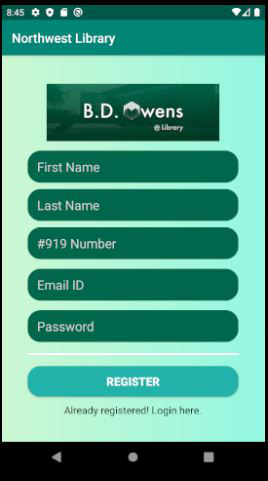 8:45
Northwest Library
B.D. Owens
@ Library
First Name
Last Name
#919 Number
Email ID
Password
REGISTER
Already registered! Login here.